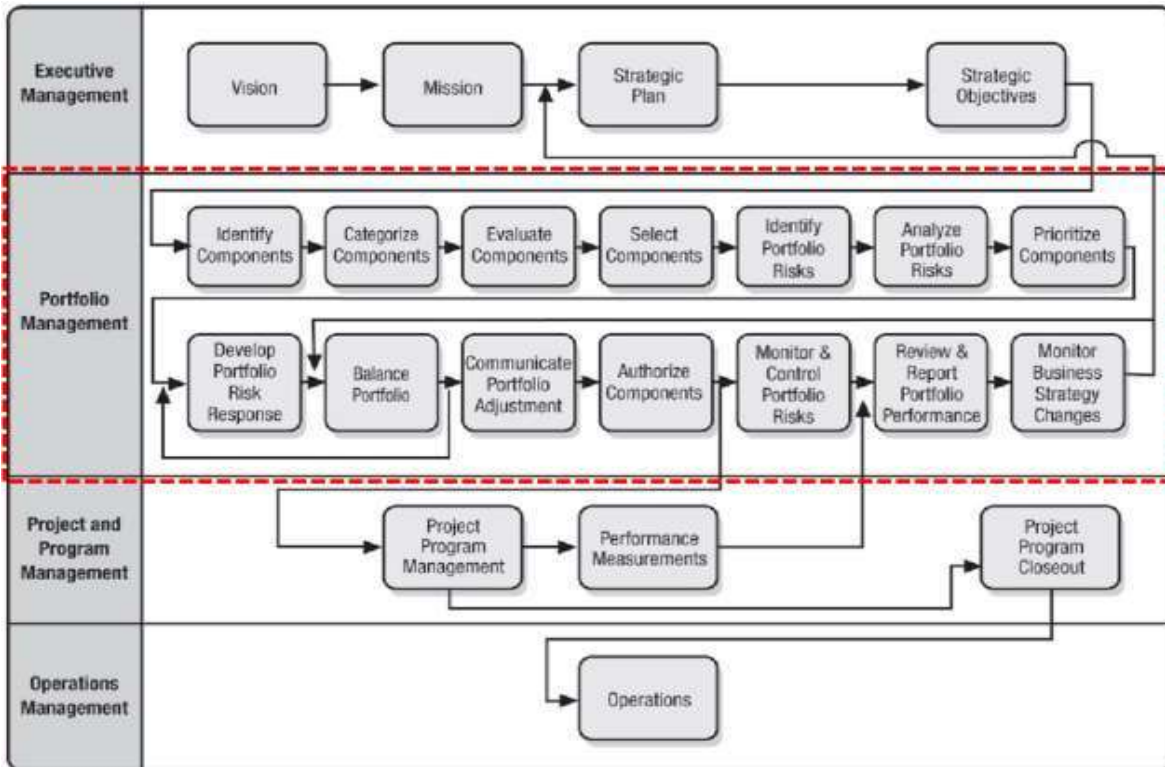 Executive
Management
Vision
Mission
Strategic
Plan
Strategic
Objectives
Portfolio
Management
Identify
Components
Categorize
Components
Evaluate
Components
Select
Components
Identify
Portfolio
Risks
Analyze
Portfolio
Risks
Prioritize
Components
Develop
Portfolio
Risk
Response
Balance
Portfolio
Communicate
Portfolio
Adjustment
Authorize
Components
Monitor &
Control
Portfolio
Risks
Review &
Report
Portfolio
Performance
Monitor
Business
Strategy
Changes
Project and
Program
Management
Project
Program
Management
Performance
Measurements
Project
Program
Closeout
Operations
Management
Operations